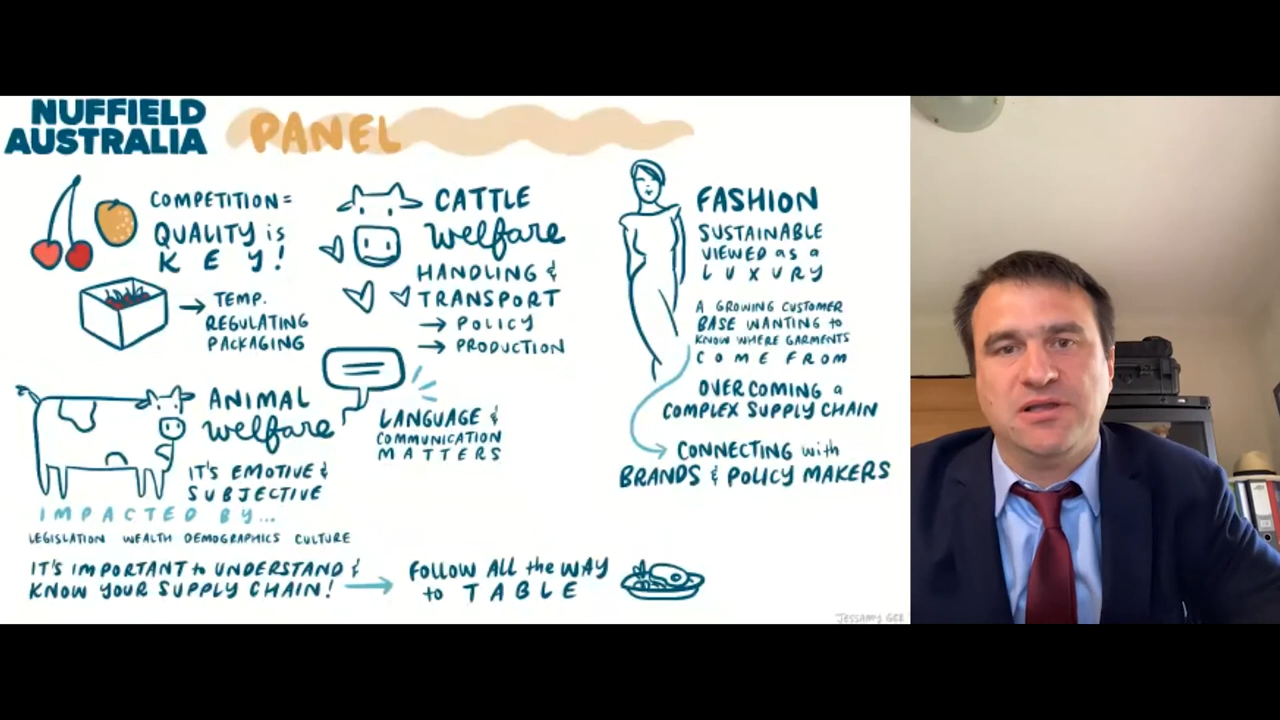 NUFFIELD
AUSTRALIA
PANEL
COMPETITION =
QUALITY is
KEY!
TEMP.
REGULATING
PACKAGING
CATTLE
welfare
HANDLING &
TRANSPORT
→ POLICY
→ PRODUCTION
ANIMAL
welfare
IT'S EMOTIVE &
SUBJECTIVE
IMPACTED BY...
LEGISLATION WEALTH DEMOGRAPHICS CULTURE
LANGUAGE &
COMMUNICATION
MATTERS
FASHION
SUSTAINABLE
VIEWED as a
LUXURY
A GROWING CUSTOMER
BASE WANTING to
KNOW WHERE GARMENTS
COME FROM
OVERCOMING a
COMPLEX SUPPLY CHAIN
CONNECTING with
BRANDS & POLICY MAKERS
IT'S IMPORTANT to UNDERSTAND &
KNOW YOUR SUPPLY CHAIN!
FOLLOW ALL the WAY
to TABLE
JESSAMY GEE